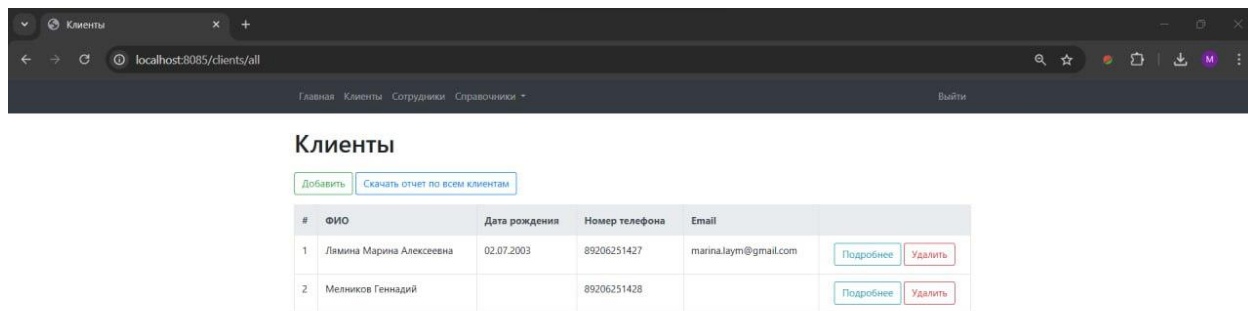 Клиенты
localhost:8085/clients/all
M
Главная Клиенты Сотрудники Справочники Выйти
Клиенты
Добавить Скачать отчет по всем клиентам
# ФИО Дата рождения Номер телефона Email
1 Лямина Марина Алексеевна 02.07.2003 89206251427 marina.laym@gmail.com Подробнее Удалить
2 Мелников Геннадий 89206251428 Подробнее Удалить